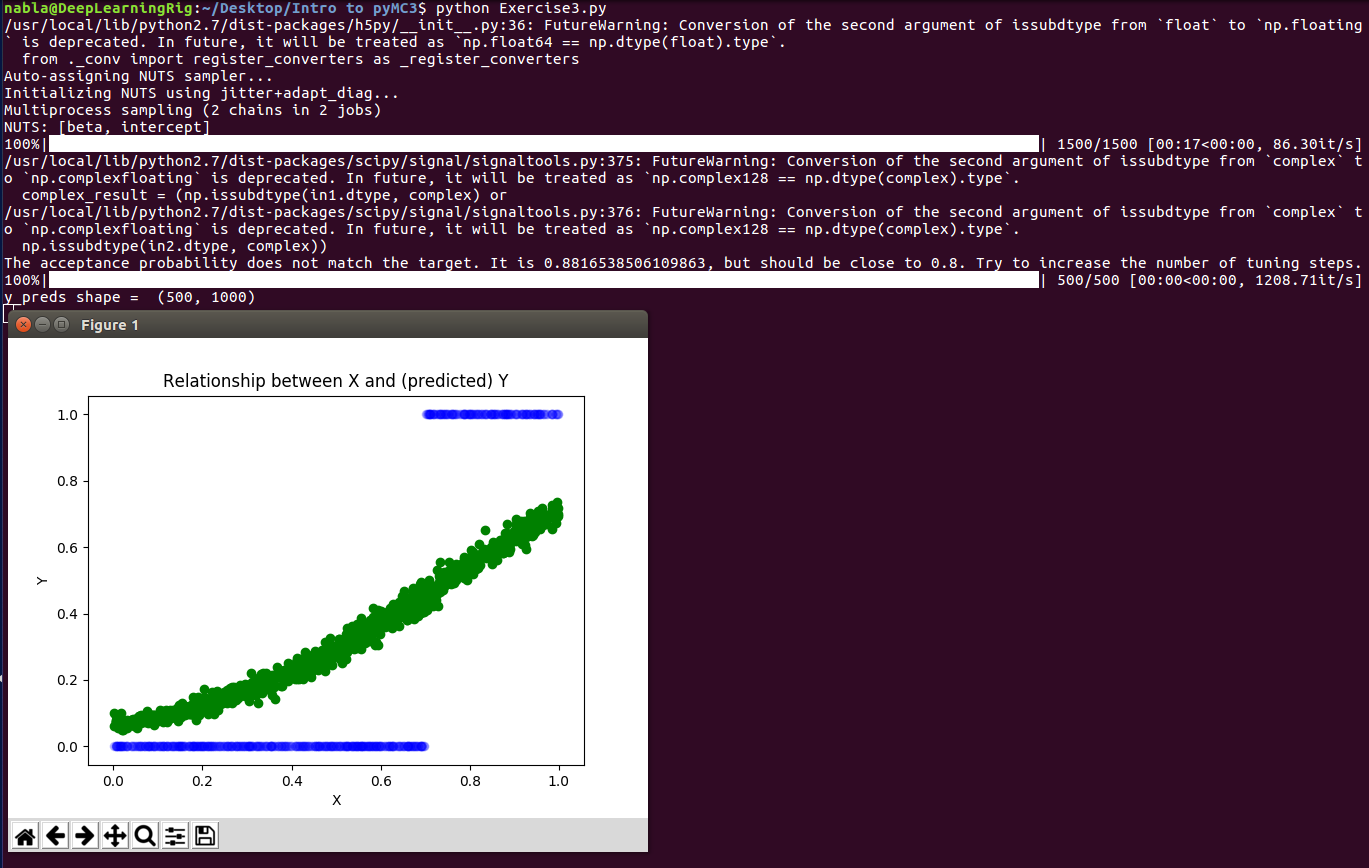 nabla@DeepLearningRig:~/Desktop/Intro to pyMC3$ python Exercise3.py
/usr/local/lib/python2.7/dist-packages/h5py/__init__.py:36: FutureWarning: Conversion of the second argument of issubdtype from `float` to `np.floating
` is deprecated. In future, it will be treated as `np.float64 == np.dtype(float).type`.
  from ._conv import register_converters as _register_converters
Auto-assigning NUTS sampler...
Initializing NUTS using jitter+adapt_diag...
Multiprocess sampling (2 chains in 2 jobs)
NUTS: [beta, intercept]
100%| | 1500/1500 [00:17<00:00, 86.30it/s]
/usr/local/lib/python2.7/dist-packages/scipy/signal/signaltools.py:375: FutureWarning: Conversion of the second argument of issubdtype from `complex` t
o `np.complexfloating` is deprecated. In future, it will be treated as `np.complex128 == np.dtype(complex).type`.
  complex_result = (np.issubdtype(in1.dtype, complex) or
/usr/local/lib/python2.7/dist-packages/scipy/signal/signaltools.py:376: FutureWarning: Conversion of the second argument of issubdtype from `complex` t
o `np.complexfloating` is deprecated. In future, it will be treated as `np.complex128 == np.dtype(complex).type`.
  np.issubdtype(in2.dtype, complex))
The acceptance probability does not match the target. It is 0.8816538506109863, but should be close to 0.8. Try to increase the number of tuning steps.
100%| | 500/500 [00:00<00:00, 1208.71it/s]
y_preds shape =  (500, 1000)
Figure 1
Relationship between X and (predicted) Y
1.0
0.8
0.6
Y
0.4
0.2
0.0
0.0 0.2 0.4 0.6 0.8 1.0
X